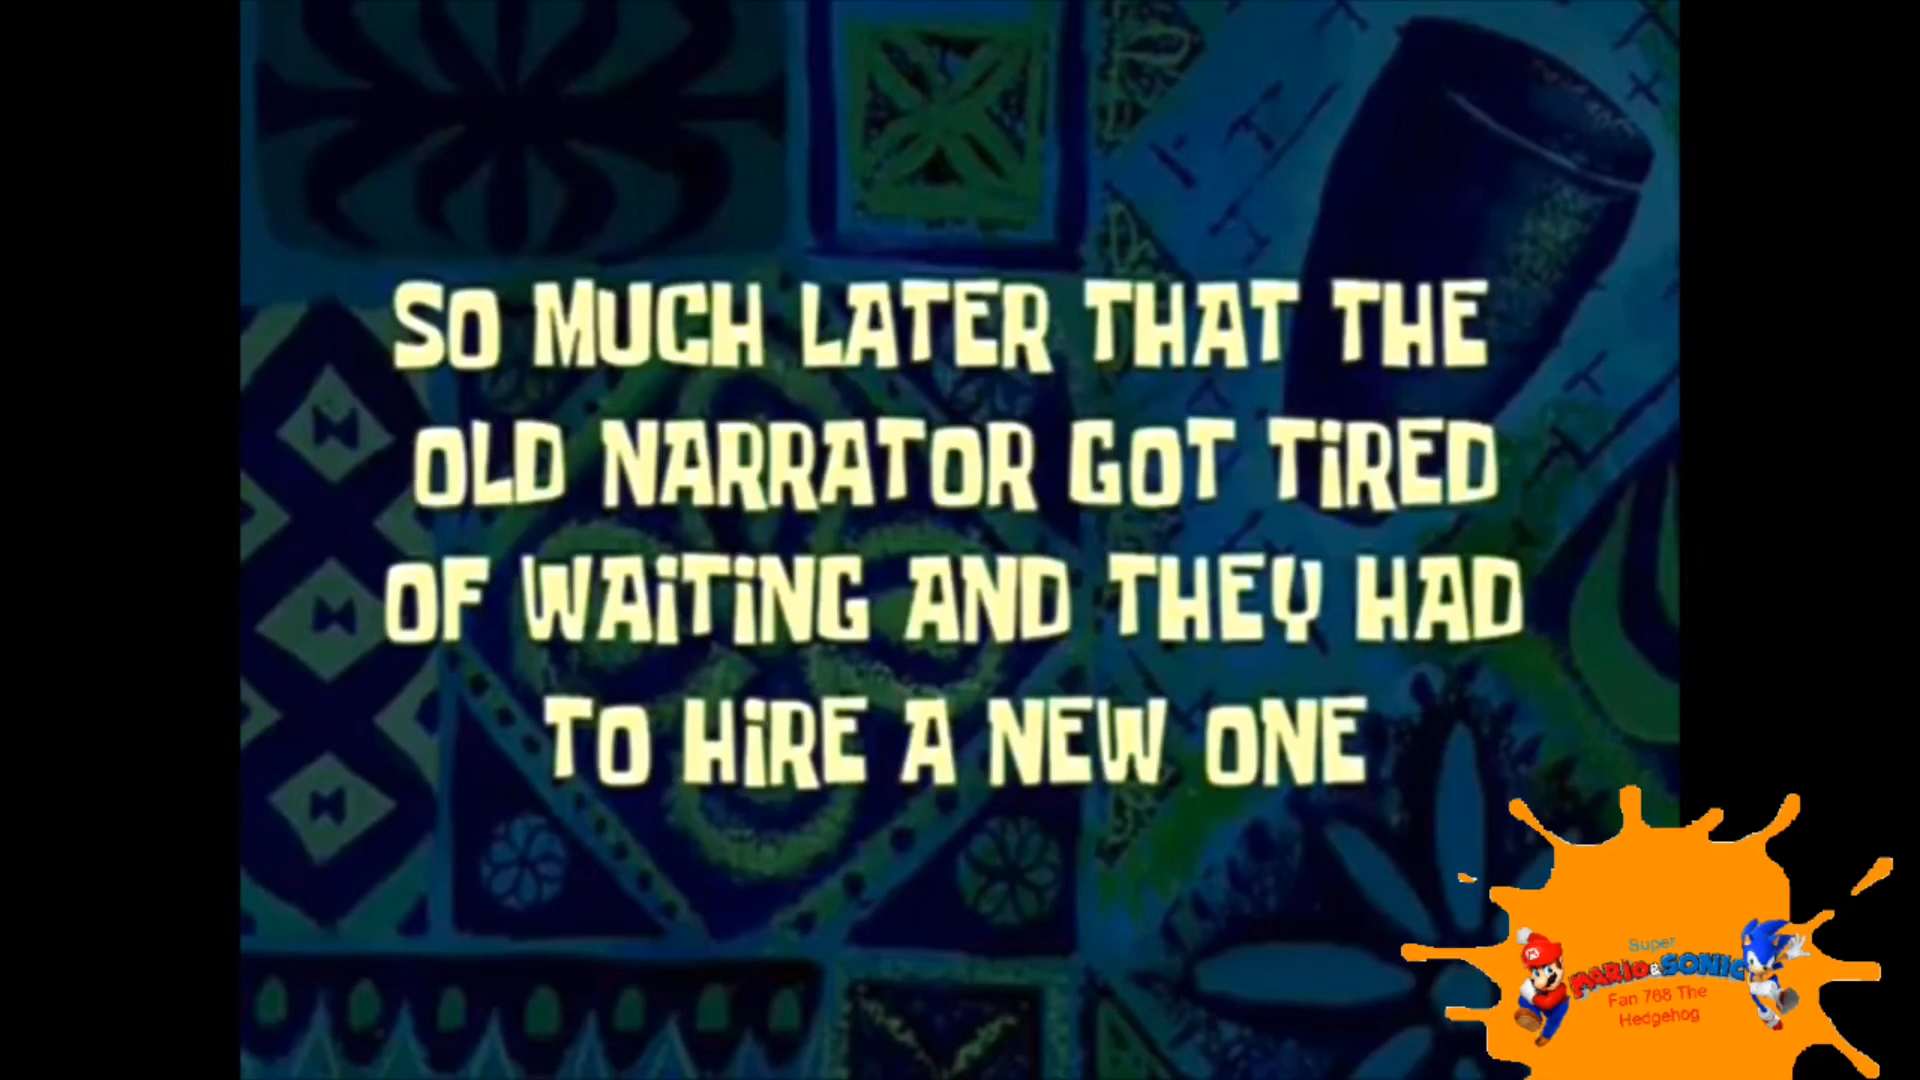 SO MUCH LATER THAT THE
OLD NARRATOR GOT TiRED
OF WAiTiNG AND THEY HAD
TO HiRE A NEW ONE
Super
MARIO & SONIC
Fan 768 The
Hedgehog